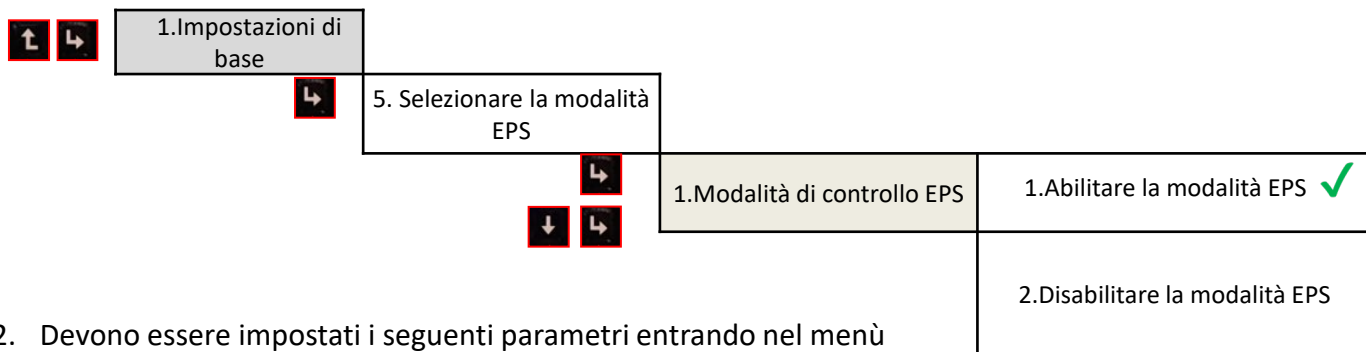 1.Impostazioni di
base
5. Selezionare la modalità
EPS
1.Modalità di controllo EPS
1.Abilitare la modalità EPS
2.Disabilitare la modalità EPS
2. Devono essere impostati i seguenti parametri entrando nel menù